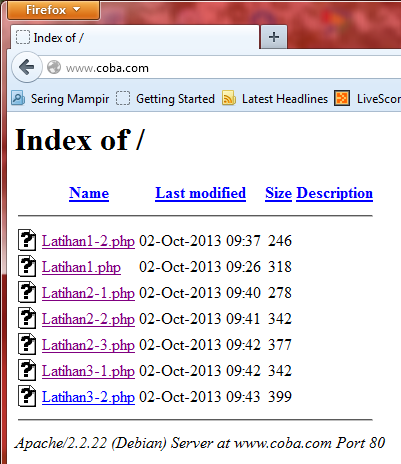 Firefox
Index of /
www.coba.com
Sering Mampir Getting Started Latest Headlines LiveScor
Index of /
Name Last modified Size Description
Latihan1-2.php 02-Oct-2013 09:37 246
Latihan1.php 02-Oct-2013 09:26 318
Latihan2-1.php 02-Oct-2013 09:40 278
Latihan2-2.php 02-Oct-2013 09:41 342
Latihan2-3.php 02-Oct-2013 09:42 377
Latihan3-1.php 02-Oct-2013 09:42 342
Latihan3-2.php 02-Oct-2013 09:43 399
Apache/2.2.22 (Debian) Server at www.coba.com Port 80